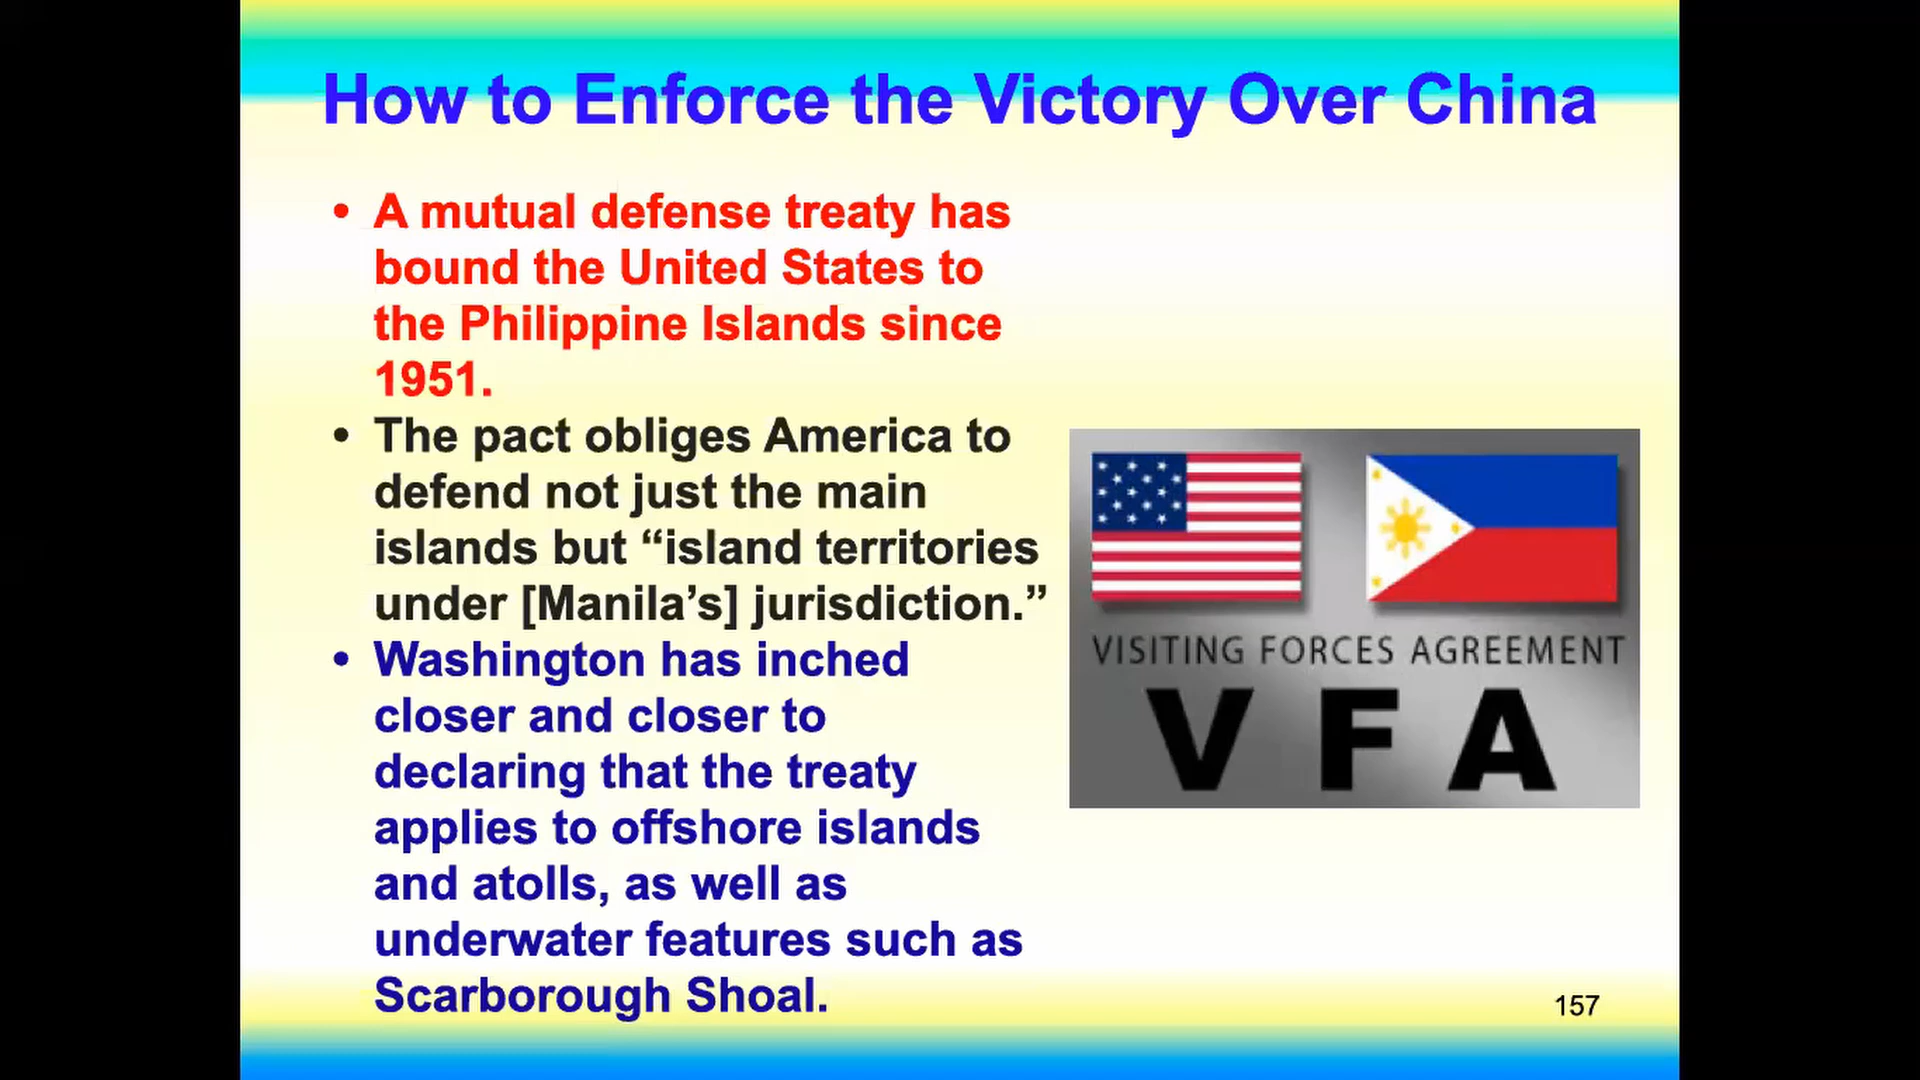 How to Enforce the Victory Over China
• A mutual defense treaty has
bound the United States to
the Philippine Islands since
1951.
• The pact obliges America to
defend not just the main
islands but “island territories
under [Manila’s] jurisdiction.”
• Washington has inched
closer and closer to
declaring that the treaty
applies to offshore islands
and atolls, as well as
underwater features such as
Scarborough Shoal.
VISITING FORCES AGREEMENT
VFA
157